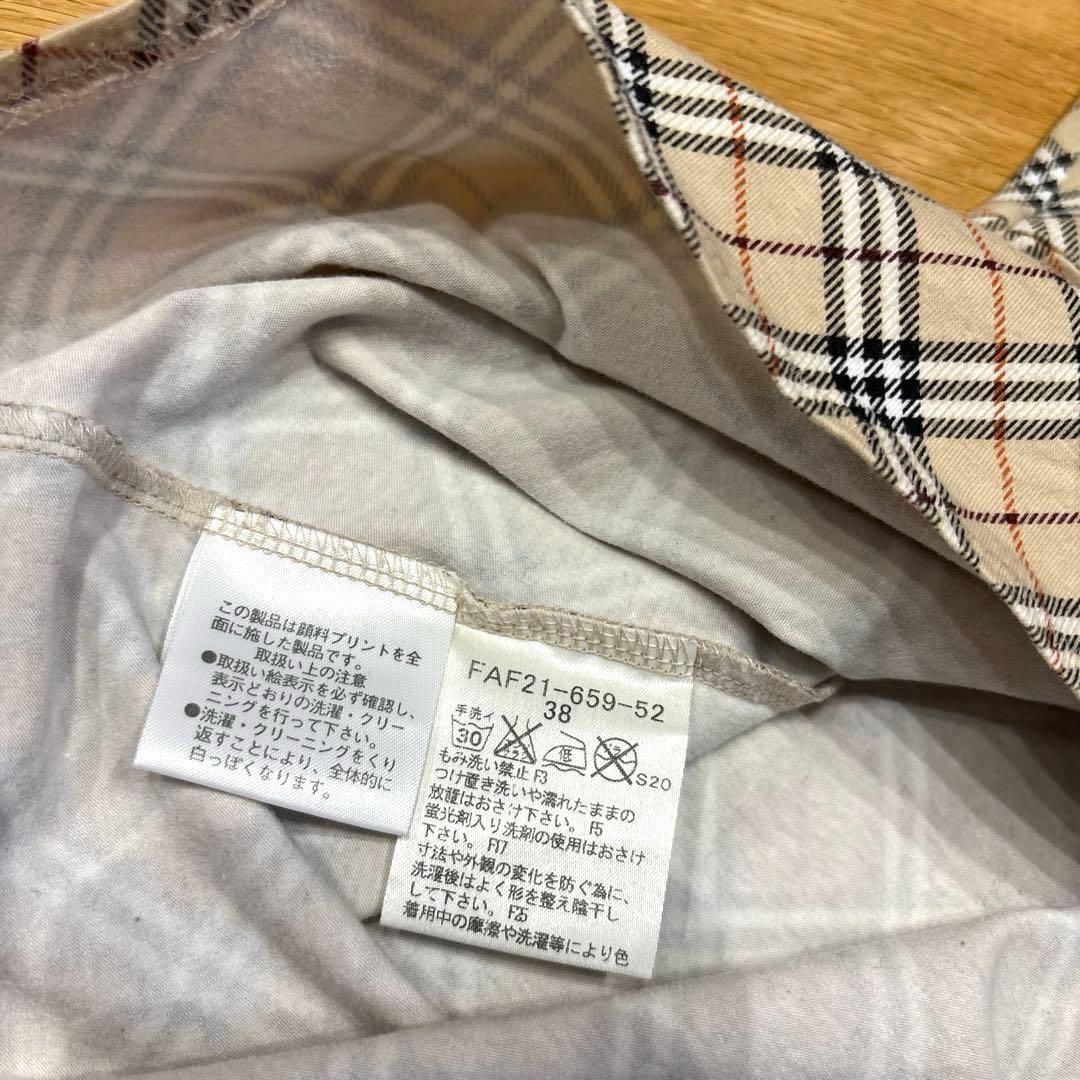 この製品は顔料プリントを全
面に施した製品です。
取扱い上の注意
●取扱い絵表示を必ず確認し、
表示どおりの洗濯・クリー
ニングを行って下さい。
●洗濯・クリーニングをくり
返すことにより、全体的に
白っぽくなります。
FAF21-659-52
38
手洗イ
30
エンソ
サラシ
低
ドライ
S20
もみ洗い禁止 F3
つけ置き洗いや濡れたままの
放置はおさけ下さい。 F5
蛍光剤入り洗剤の使用はおさけ
下さい。 F17
寸法や外観の変化を防ぐ為に、
洗濯後はよく形を整え陰干し
して下さい。 F25
着用中の摩擦や洗濯等により色